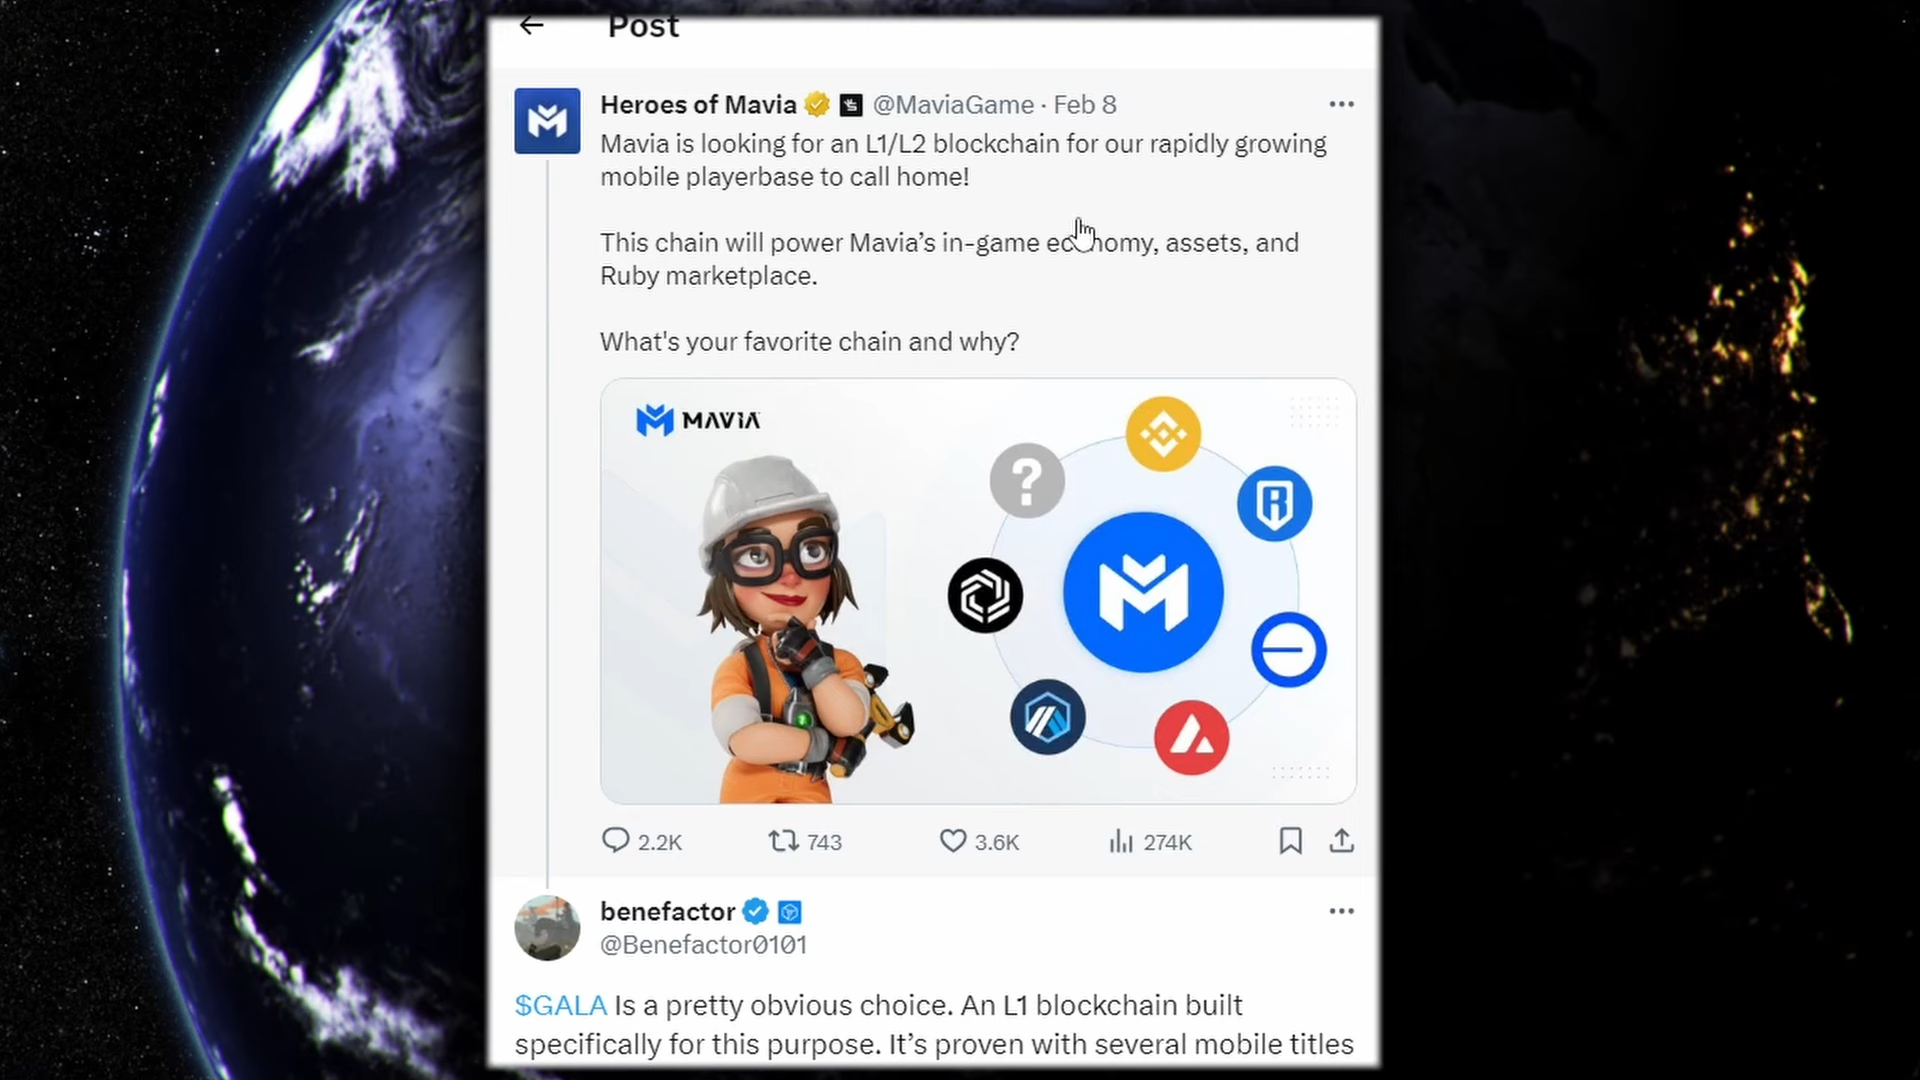 Post
Heroes of Mavia @MaviaGame · Feb 8
Mavia is looking for an L1/L2 blockchain for our rapidly growing
mobile playerbase to call home!
This chain will power Mavia’s in-game economy, assets, and
Ruby marketplace.
What's your favorite chain and why?
MAVIA
?
2.2K 743 3.6K 274K
benefactor
@Benefactor0101
$GALA Is a pretty obvious choice. An L1 blockchain built
specifically for this purpose. It’s proven with several mobile titles